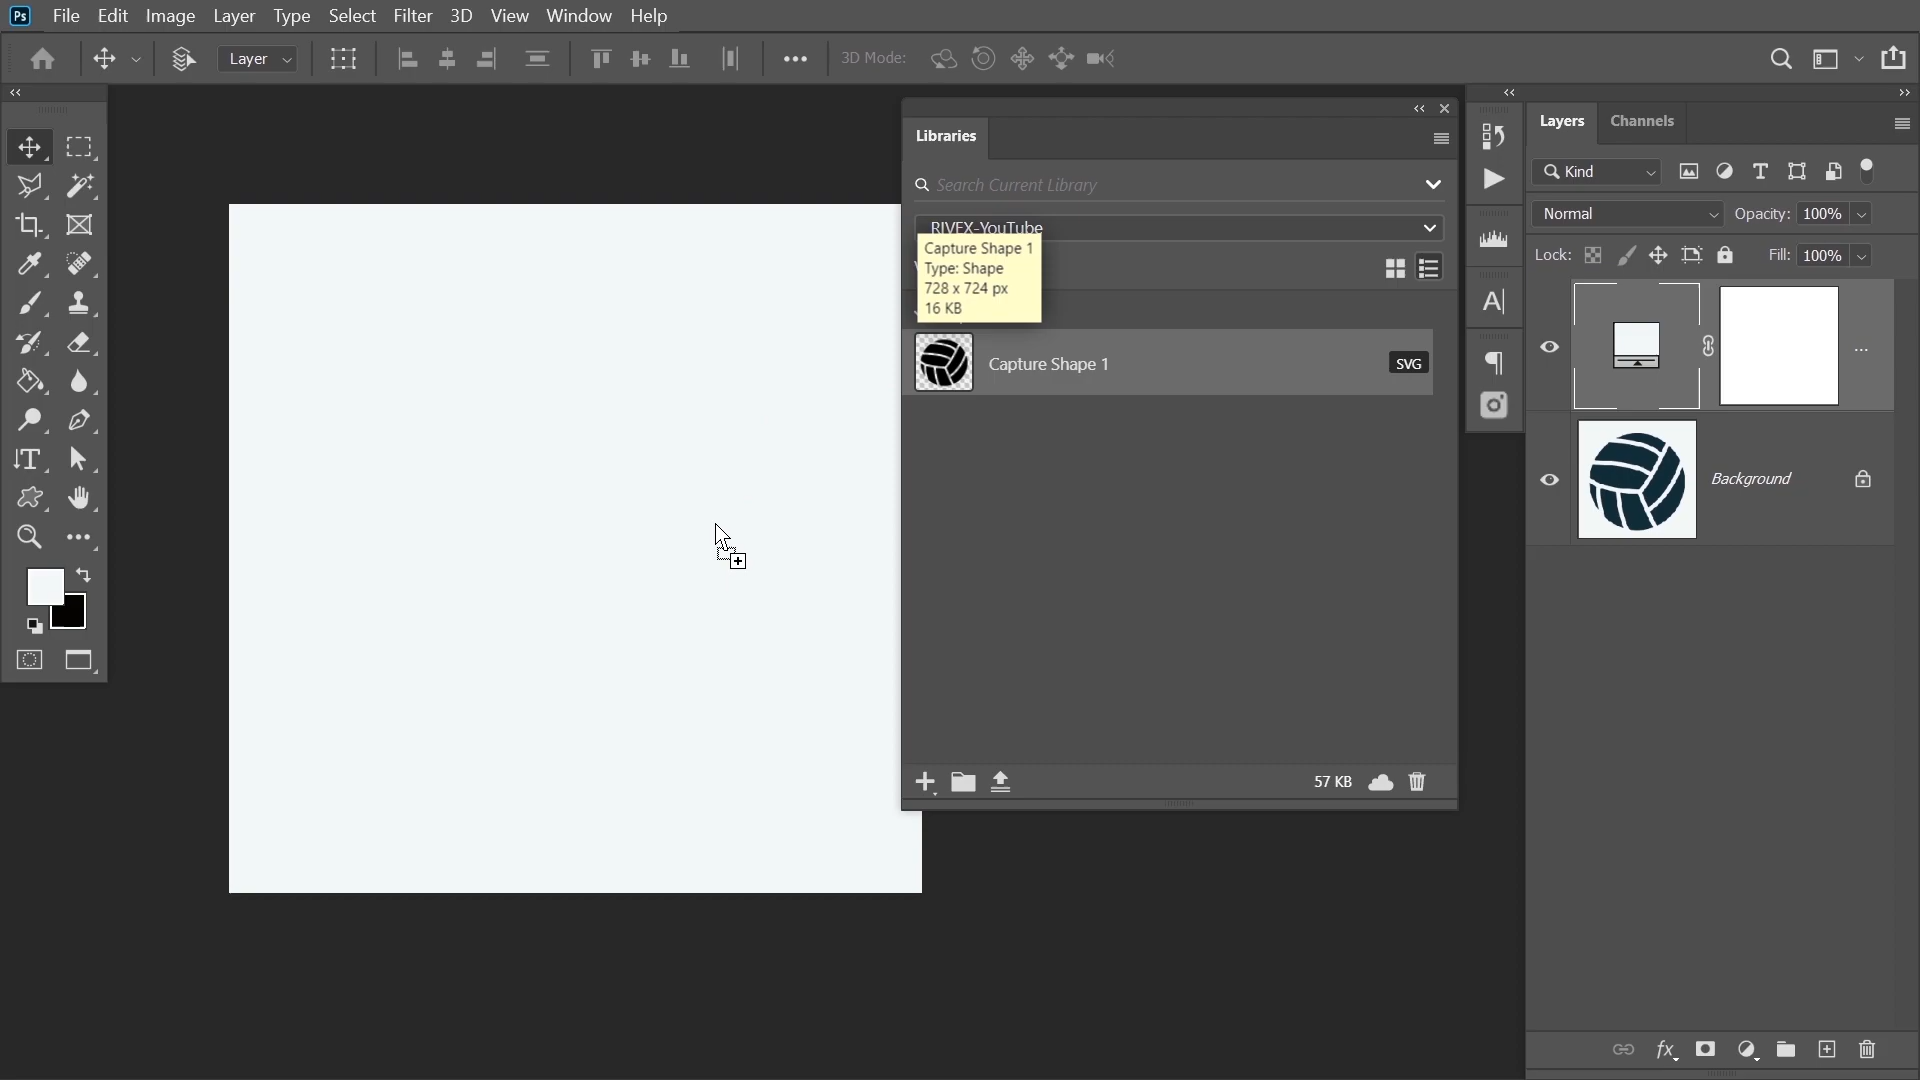 Ps File Edit Image Layer Type Select Filter 3D View Window Help
Layer 3D Mode:
Libraries
Search Current Library
RIVFX-YouTube
Capture Shape 1
Type: Shape
728 x 724 px
16 KB
Capture Shape 1 SVG
57 KB
Layers Channels
Kind
Normal Opacity: 100%
Lock: Fill: 100%
...
Background